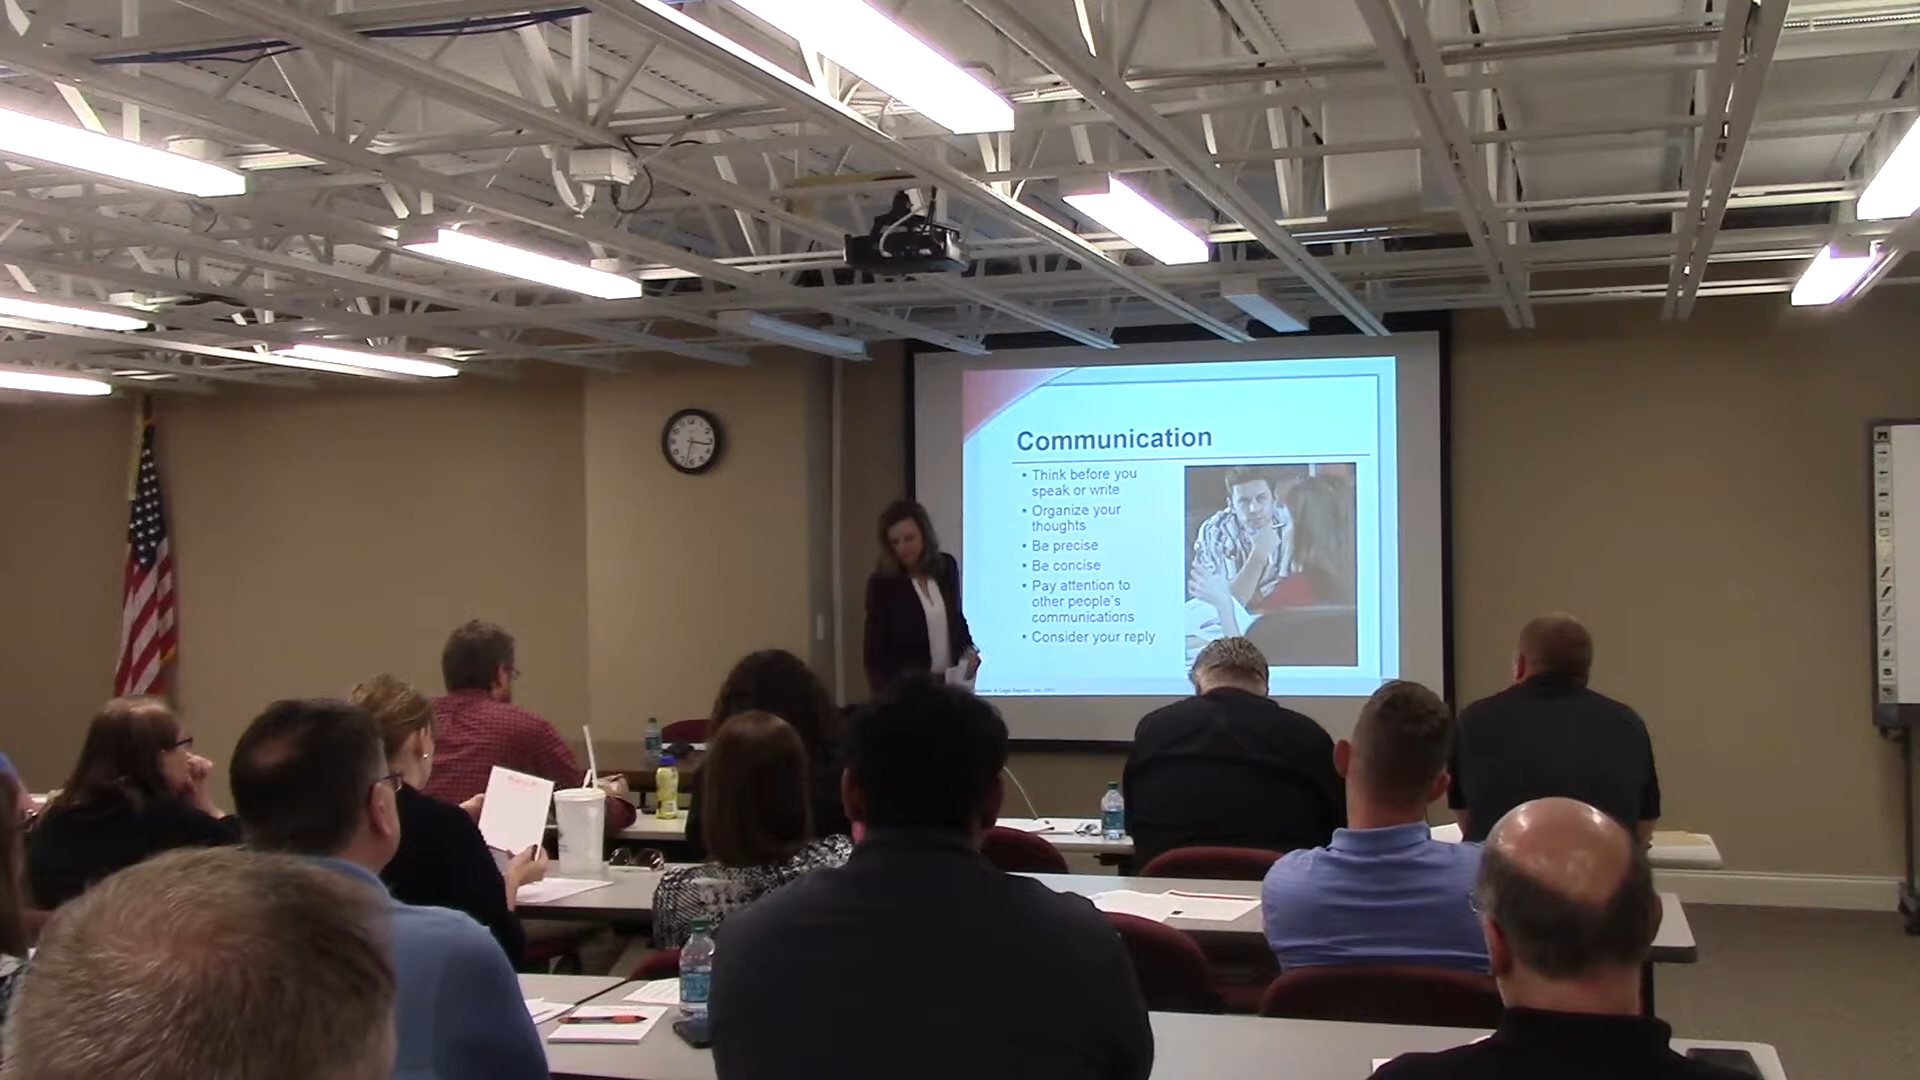 Communication
• Think before you
speak or write
• Organize your
thoughts
• Be precise
• Be concise
• Pay attention to
other people's
communications
• Consider your reply